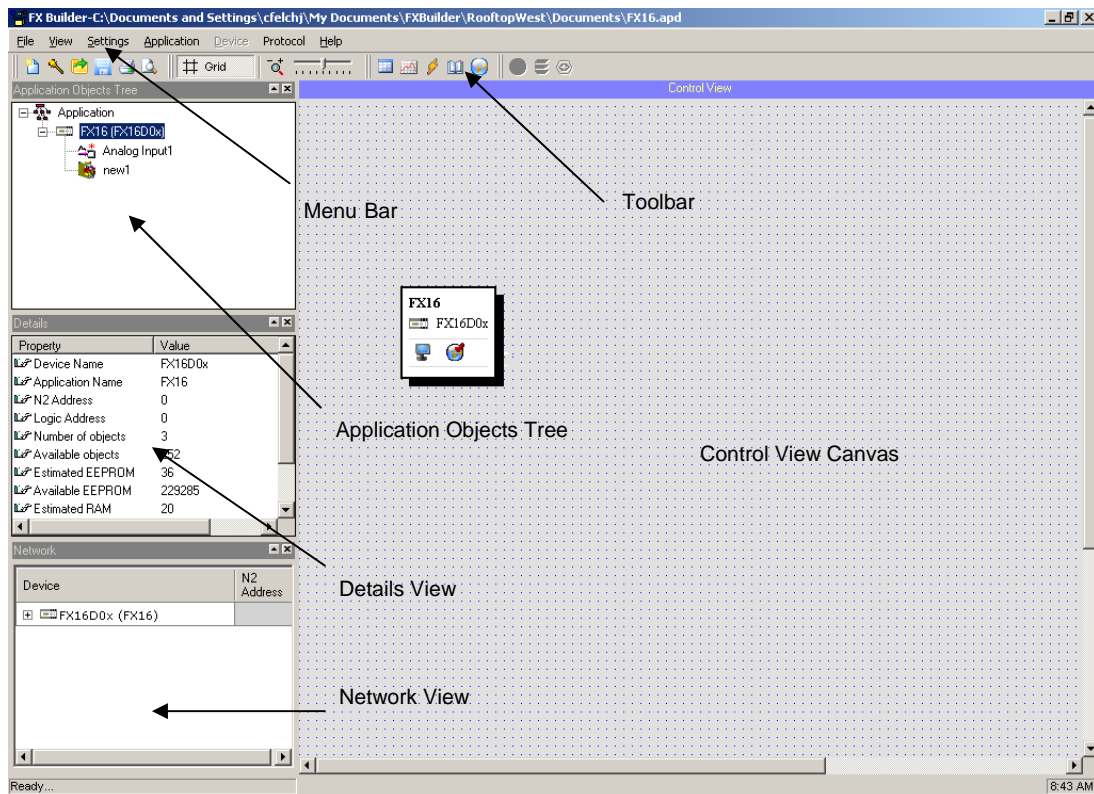 FX Builder-C:\Documents and Settings\cfelchj\My Documents\FXBuilder\RooftopWest\Documents\FX16.apd
File View Settings Application Device Protocol Help
Grid
Application Objects Tree
Control View
Application
FX16 (FX16D0x)
Analog Input1
new1
Menu Bar
Toolbar
FX16
FX16D0x
Details
Property Value
Device Name FX16D0x
Application Name FX16
N2 Address 0
Logic Address 0
Number of objects 3
Available objects 52
Estimated EEPROM 36
Available EEPROM 229285
Estimated RAM 20
Application Objects Tree
Control View Canvas
Network
Device N2 Address
FX16D0x (FX16)
Details View
Network View
Ready...
8:43 AM